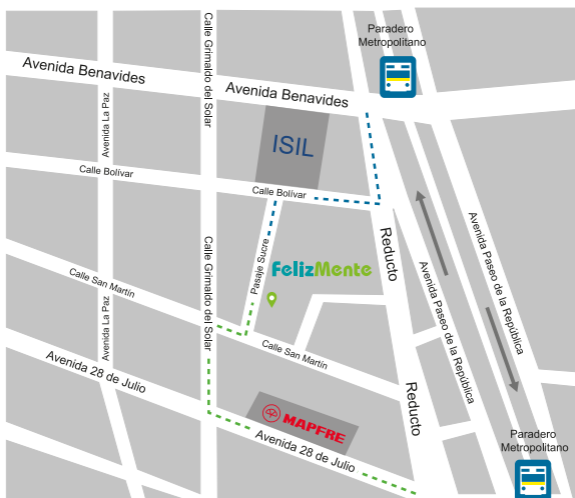 Paradero
Metropolitano
Calle Grimaldo del Solar
Avenida Benavides
Avenida Benavides
Avenida La Paz
ISIL
Calle Bolívar
Calle Bolívar
Pasaje Sucre
FelizMente
Reducto
Avenida Paseo de la República
Avenida Paseo de la República
Calle Grimaldo del Solar
Calle San Martín
Calle San Martín
Avenida La Paz
Avenida 28 de Julio
MAPFRE
Avenida 28 de Julio
Reducto
Paradero
Metropolitano